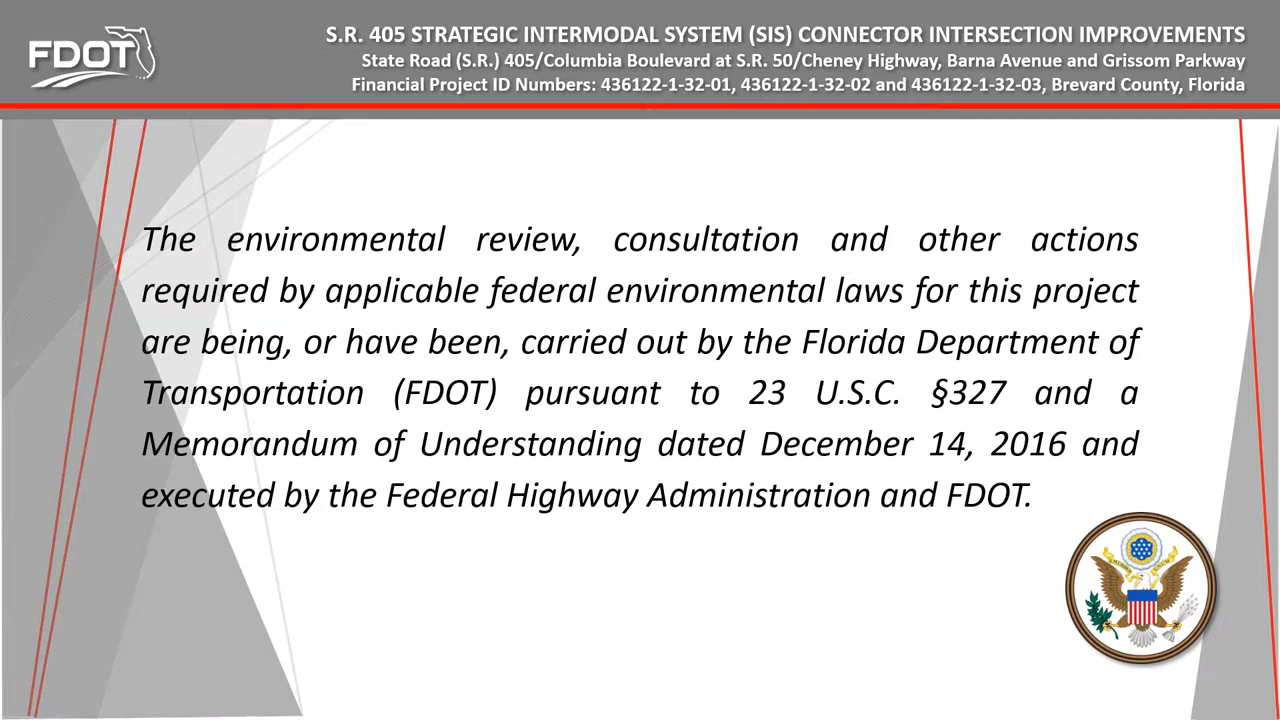 FDOT
S.R. 405 STRATEGIC INTERMODAL SYSTEM (SIS) CONNECTOR INTERSECTION IMPROVEMENTS
State Road (S.R.) 405/Columbia Boulevard at S.R. 50/Cheney Highway, Barna Avenue and Grissom Parkway
Financial Project ID Numbers: 436122-1-32-01, 436122-1-32-02 and 436122-1-32-03, Brevard County, Florida
The environmental review, consultation and other actions
required by applicable federal environmental laws for this project
are being, or have been, carried out by the Florida Department of
Transportation (FDOT) pursuant to 23 U.S.C. §327 and a
Memorandum of Understanding dated December 14, 2016 and
executed by the Federal Highway Administration and FDOT.